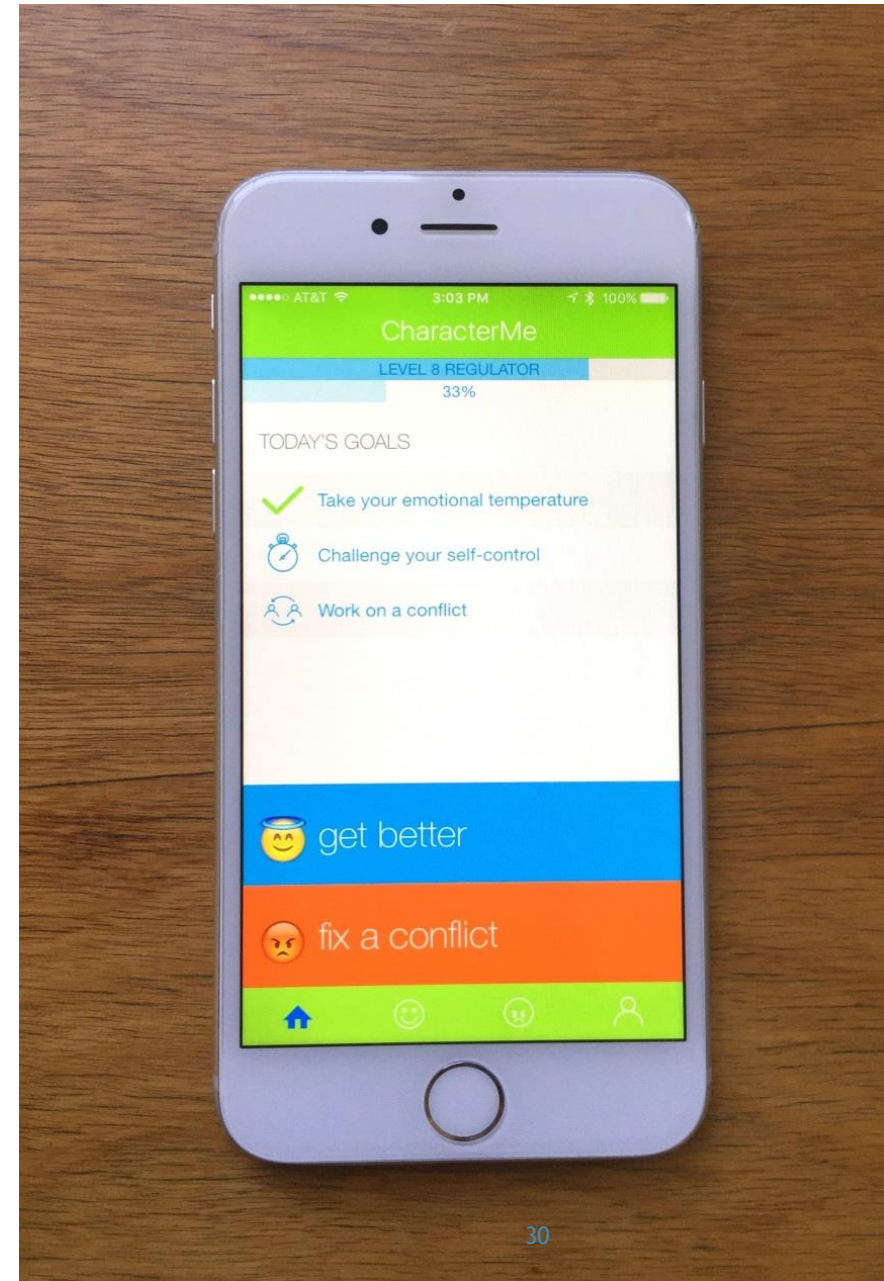 AT&T 3:03 PM 100%
CharacterMe
LEVEL 8 REGULATOR
33%
TODAY'S GOALS
Take your emotional temperature
Challenge your self-control
Work on a conflict
get better
fix a conflict
30